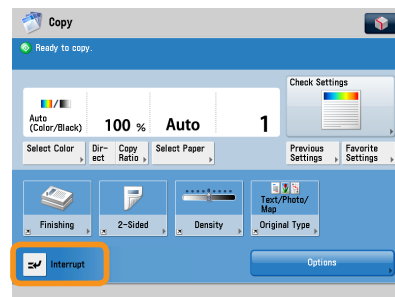 Copy
Ready to copy.
Check Settings
Auto
(Color/Black)
100 %
Auto
1
Select Color
Dir-
ect
Copy
Ratio
Select Paper
Previous
Settings
Favorite
Settings
Finishing
2-Sided
Density
Text/Photo/
Map
Original Type
Interrupt
Options